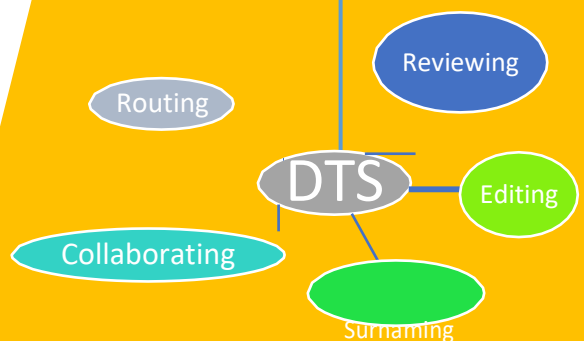 Reviewing
Routing
DTS
Editing
Collaborating
Surnaming